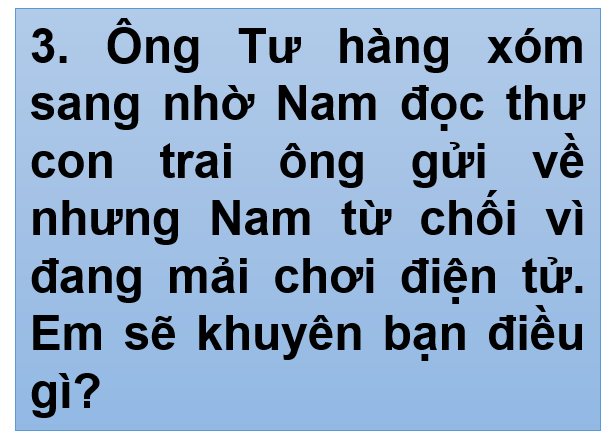 3. Ông Tư hàng xóm
sang nhờ Nam đọc thư
con trai ông gửi về
nhưng Nam từ chối vì
đang mải chơi điện tử.
Em sẽ khuyên bạn điều
gì?